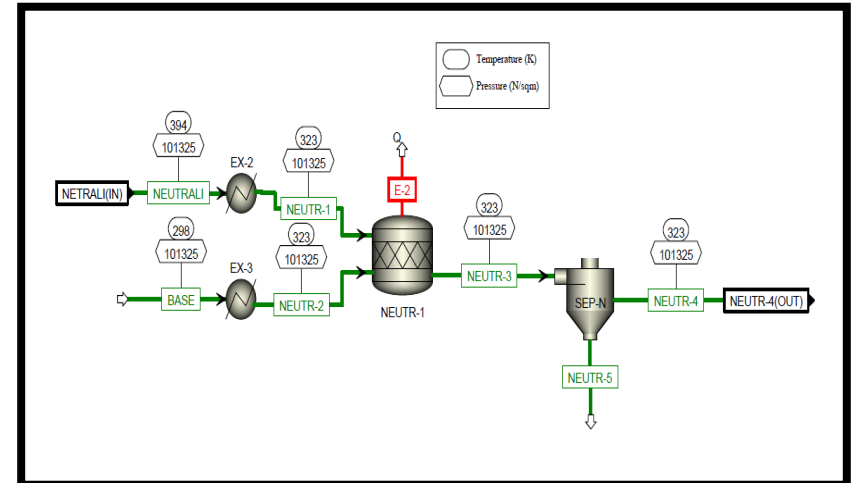 Temperature (K)
Pressure (N/sqm)
394
101325
EX-2
323
101325
Q
NETRALI(IN)
NEUTRALI
NEUTR-1
E-2
298
101325
EX-3
323
101325
323
101325
323
101325
BASE
NEUTR-2
NEUTR-1
NEUTR-3
SEP-N
NEUTR-4
NEUTR-4(OUT)
NEUTR-5